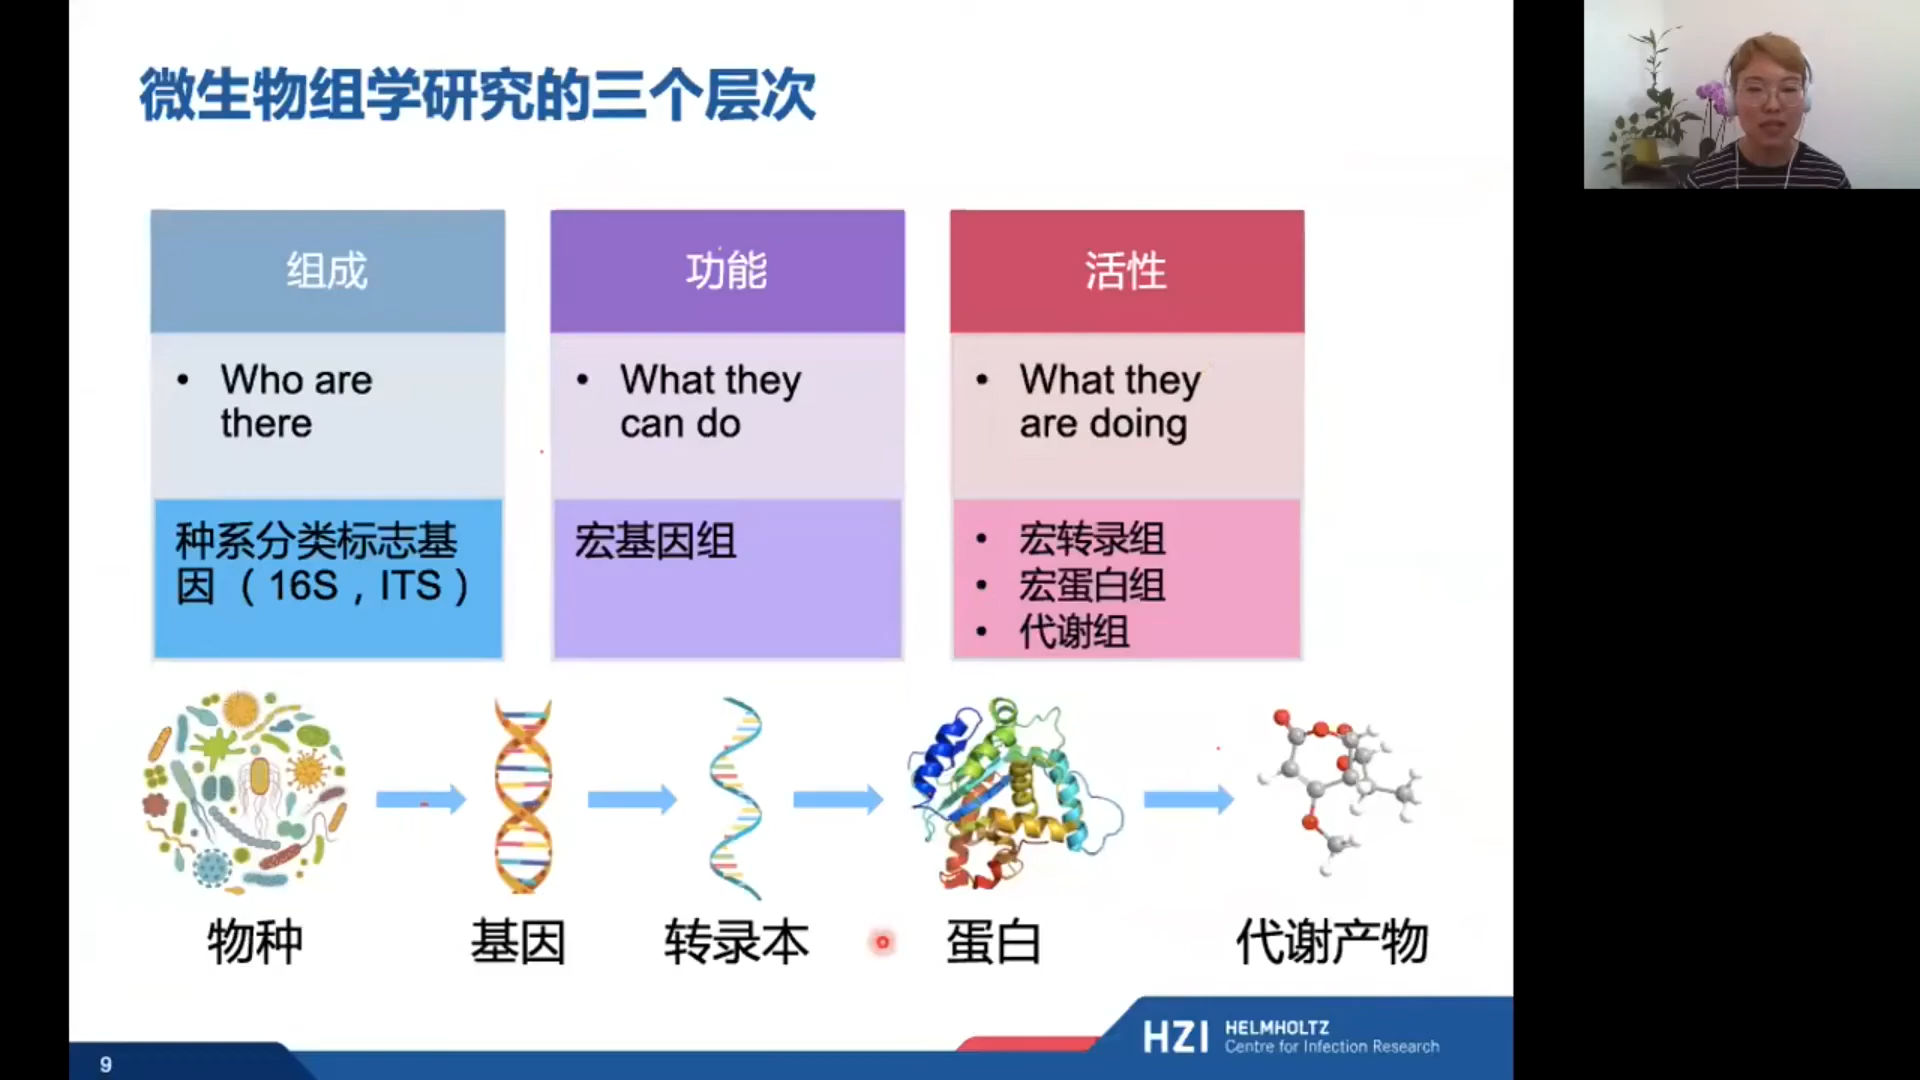 微生物组学研究的三个层次
组成
• Who are
there
种系分类标志基
因（16S，ITS）
功能
• What they
can do
宏基因组
活性
• What they
are doing
• 宏转录组
• 宏蛋白组
• 代谢组
物种
基因
转录本
蛋白
代谢产物
9
HZI
HELMHOLTZ
Centre for Infection Research